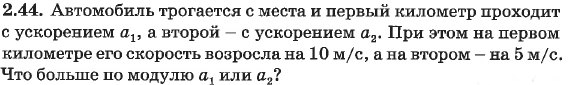 2.44. Автомобиль трогается с места и первый километр проходит
с ускорением a₁, а второй – с ускорением a₂. При этом на первом
километре его скорость возросла на 10 м/с, а на втором – на 5 м/с.
Что больше по модулю a₁ или a₂?